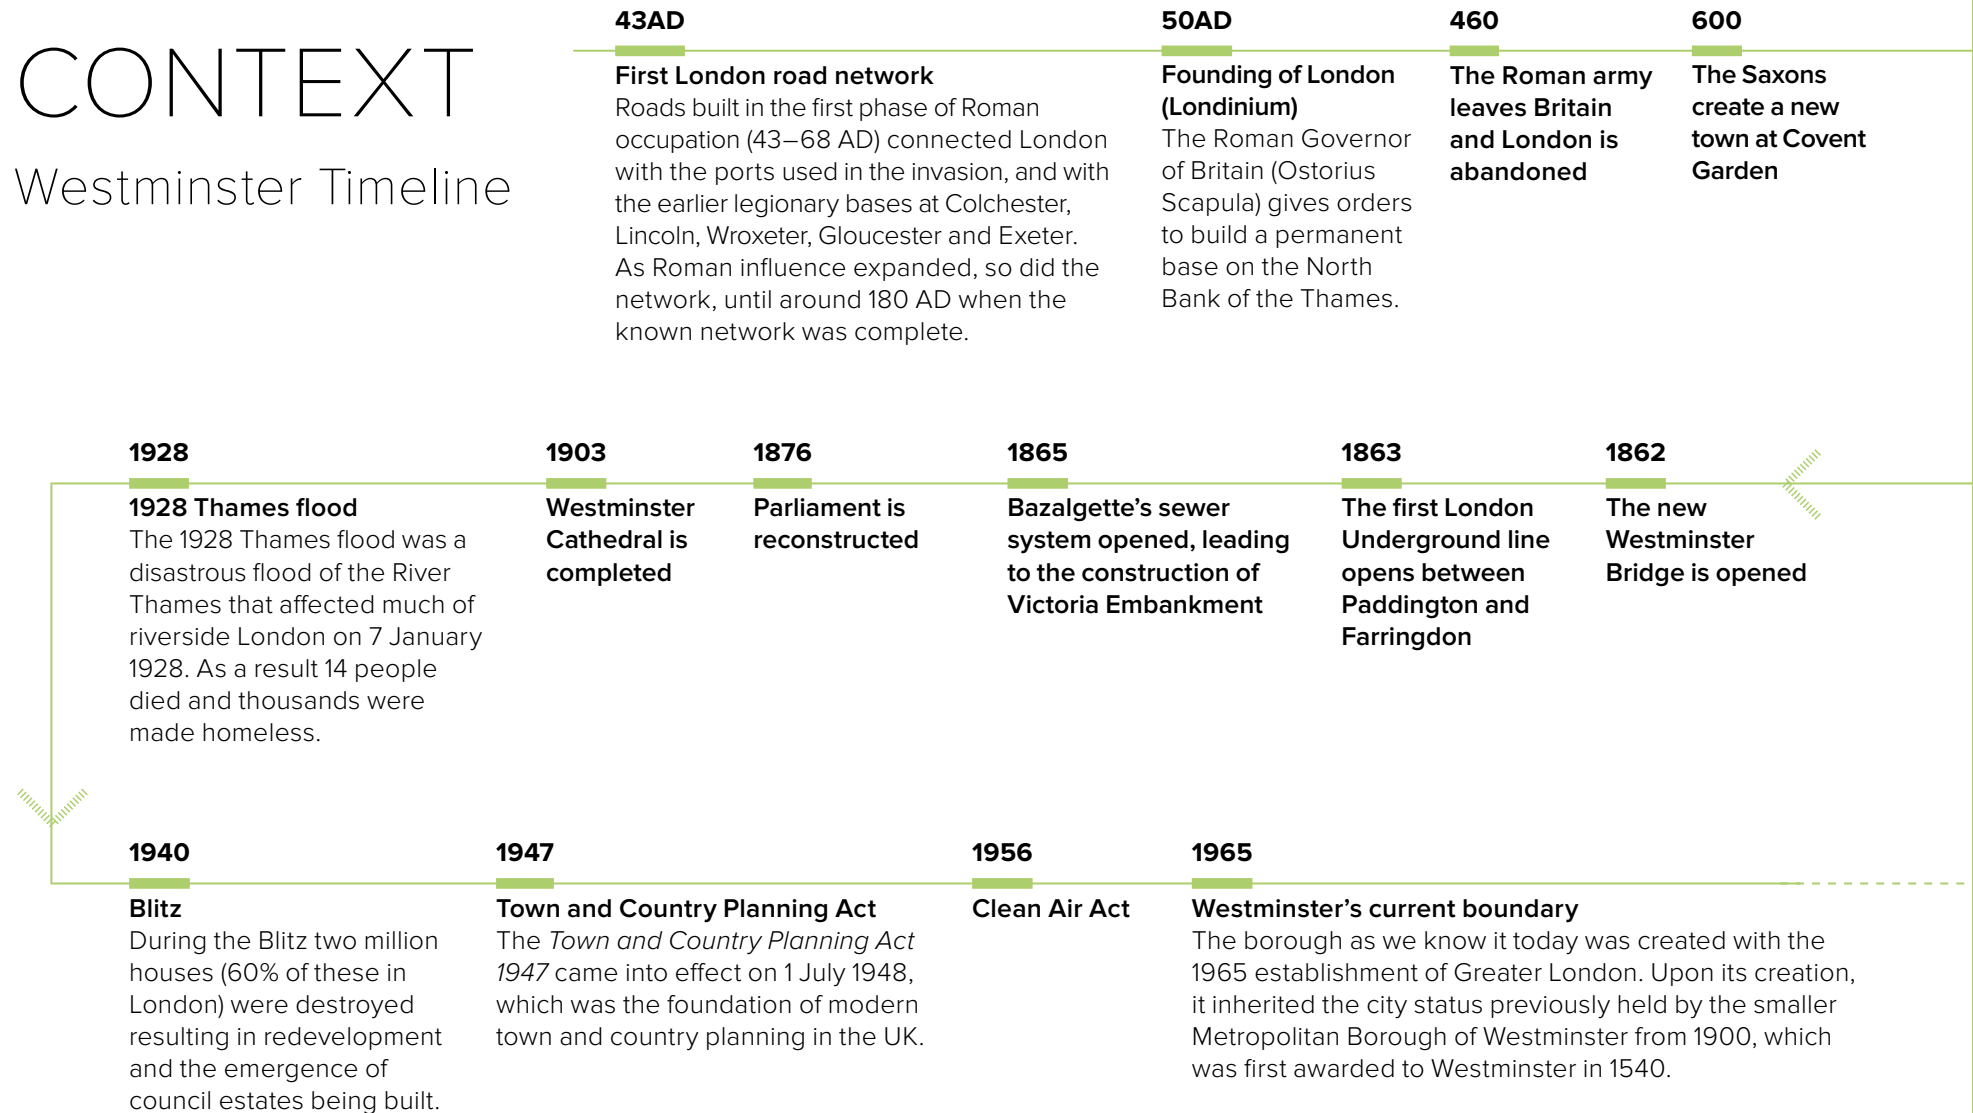 CONTEXT
Westminster Timeline
43AD
First London road network
Roads built in the first phase of Roman
occupation (43–68 AD) connected London
with the ports used in the invasion, and with
the earlier legionary bases at Colchester,
Lincoln, Wroxeter, Gloucester and Exeter.
As Roman influence expanded, so did the
network, until around 180 AD when the
known network was complete.
50AD
Founding of London
(Londinium)
The Roman Governor
of Britain (Ostorius
Scapula) gives orders
to build a permanent
base on the North
Bank of the Thames.
460
The Roman army
leaves Britain
and London is
abandoned
600
The Saxons
create a new
town at Covent
Garden
1928
1928 Thames flood
The 1928 Thames flood was a
disastrous flood of the River
Thames that affected much of
riverside London on 7 January
1928. As a result 14 people
died and thousands were
made homeless.
1903
Westminster
Cathedral is
completed
1876
Parliament is
reconstructed
1865
Bazalgette’s sewer
system opened, leading
to the construction of
Victoria Embankment
1863
The first London
Underground line
opens between
Paddington and
Farringdon
1862
The new
Westminster
Bridge is opened
1940
Blitz
During the Blitz two million
houses (60% of these in
London) were destroyed
resulting in redevelopment
and the emergence of
council estates being built.
1947
Town and Country Planning Act
The Town and Country Planning Act
1947 came into effect on 1 July 1948,
which was the foundation of modern
town and country planning in the UK.
1956
Clean Air Act
1965
Westminster’s current boundary
The borough as we know it today was created with the
1965 establishment of Greater London. Upon its creation,
it inherited the city status previously held by the smaller
Metropolitan Borough of Westminster from 1900, which
was first awarded to Westminster in 1540.